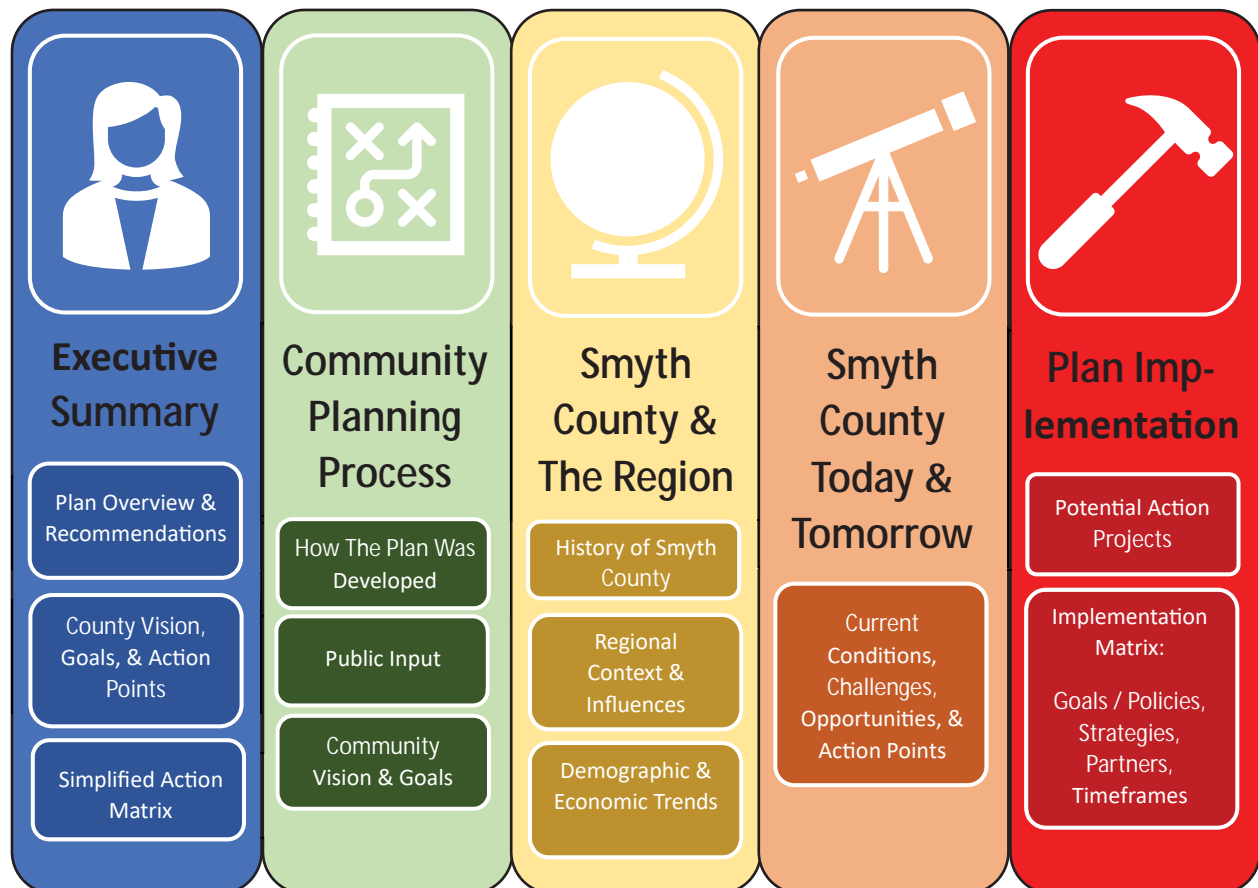 Executive
Summary
Plan Overview &
Recommendations
County Vision,
Goals, & Action
Points
Simplified Action
Matrix
Community
Planning
Process
How The Plan Was
Developed
Public Input
Community
Vision & Goals
Smyth
County &
The Region
History of Smyth
County
Regional
Context &
Influences
Demographic &
Economic Trends
Smyth
County
Today &
Tomorrow
Current
Conditions,
Challenges,
Opportunities, &
Action Points
Plan Imp-
lementation
Potential Action
Projects
Implementation
Matrix:
Goals / Policies,
Strategies,
Partners,
Timeframes